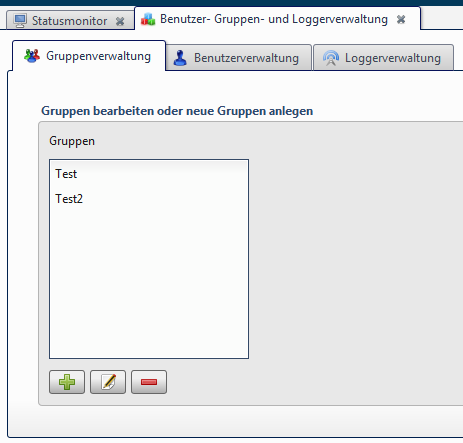 Statusmonitor
Benutzer- Gruppen- und Loggerverwaltung
Gruppenverwaltung
Benutzerverwaltung
Loggerverwaltung
Gruppen bearbeiten oder neue Gruppen anlegen
Gruppen
Test
Test2